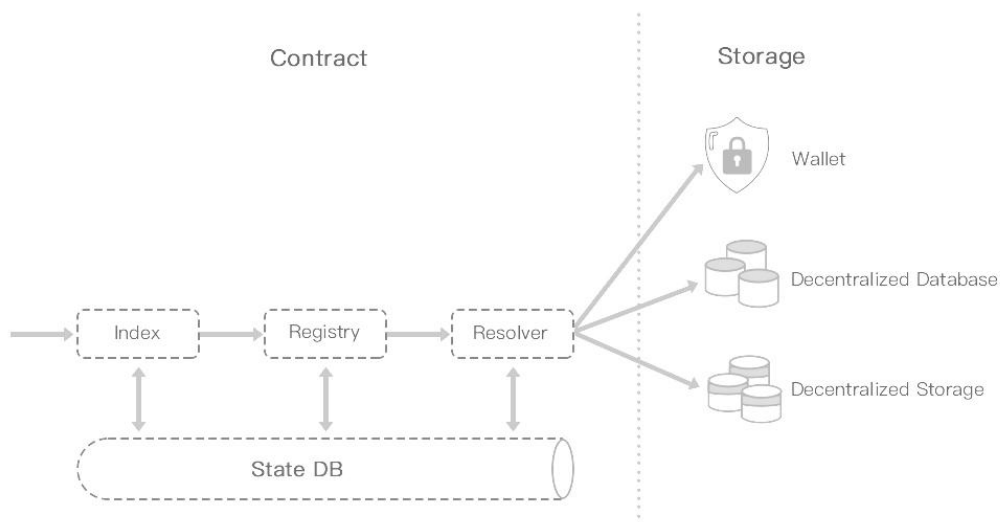 Contract
Storage
Wallet
Decentralized Database
Index
Registry
Resolver
Decentralized Storage
State DB